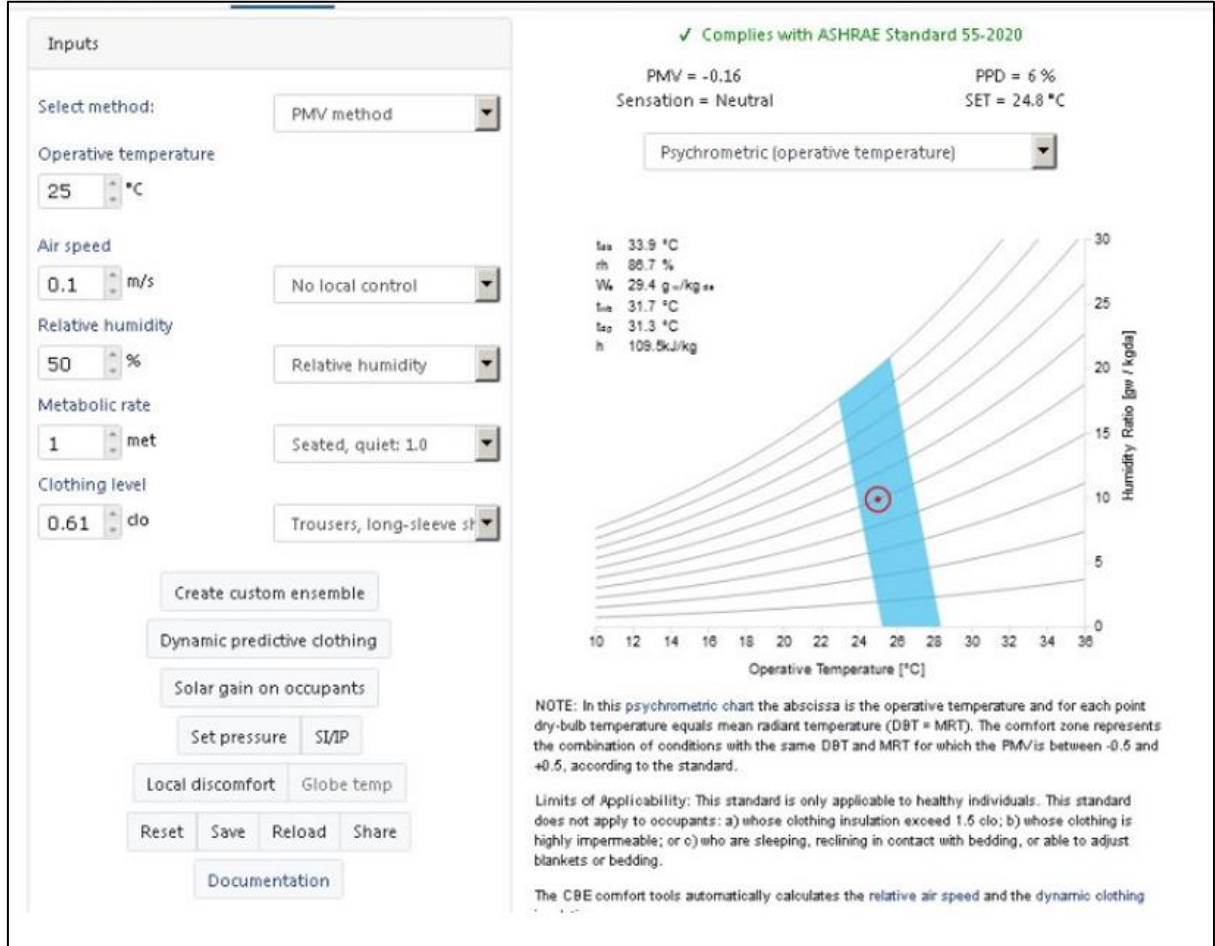 Inputs
Select method:
PMV method
Operative temperature
25 °C
Air speed
0.1 m/s
No local control
Relative humidity
50 %
Relative humidity
Metabolic rate
1 met
Seated, quiet: 1.0
Clothing level
0.61 clo
Trousers, long-sleeve sh
Create custom ensemble
Dynamic predictive clothing
Solar gain on occupants
Set pressure SI/IP
Local discomfort Globe temp
Reset Save Reload Share
Documentation
✓ Complies with ASHRAE Standard 55-2020
PMV = -0.16 PPD = 6 %
Sensation = Neutral SET = 24.8 °C
Psychrometric (operative temperature)
33.9 °C
rh 86.7 %
29.4
31.7 °C
31.3 °C
h 109.5kJ/kg
30
25
20
15
10
5
0
Humidity Ratio [gw / kgda]
10 12 14 16 18 20 22 24 26 28 30 32 34 36
Operative Temperature [°C]
NOTE: In this psychrometric chart the abscissa is the operative temperature and for each point
dry-bulb temperature equals mean radiant temperature (DBT = MRT). The comfort zone represents
the combination of conditions with the same DBT and MRT for which the PMV is between -0.5 and
+0.5, according to the standard.
Limits of Applicability: This standard is only applicable to healthy individuals. This standard
does not apply to occupants: a) whose clothing insulation exceed 1.5 clo; b) whose clothing is
highly impermeable; or c) who are sleeping, reclining in contact with bedding, or able to adjust
blankets or bedding.
The CBE comfort tools automatically calculates the relative air speed and the dynamic clothing